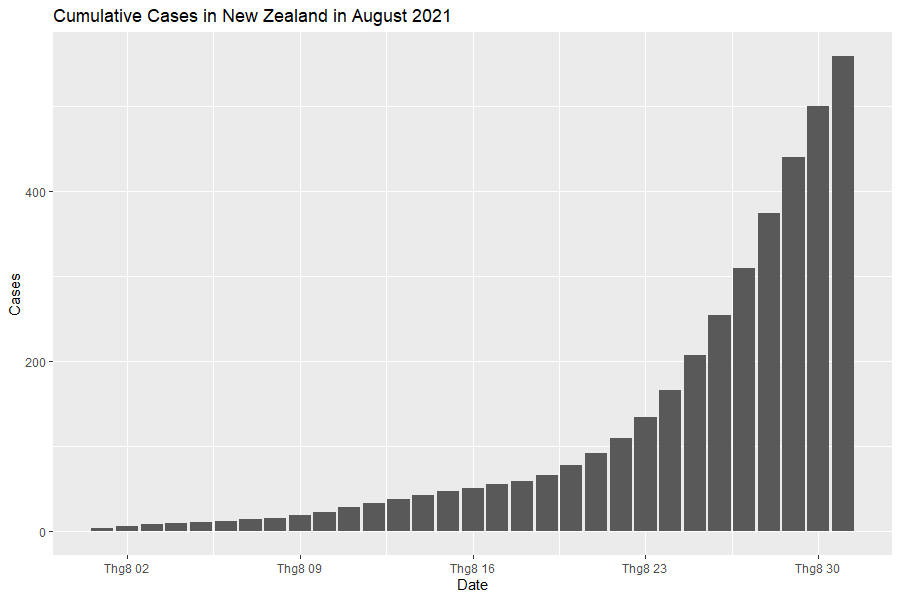 Cumulative Cases in New Zealand in August 2021
400
200
0
Cases
Thg8 02 Thg8 09 Thg8 16 Thg8 23 Thg8 30
Date